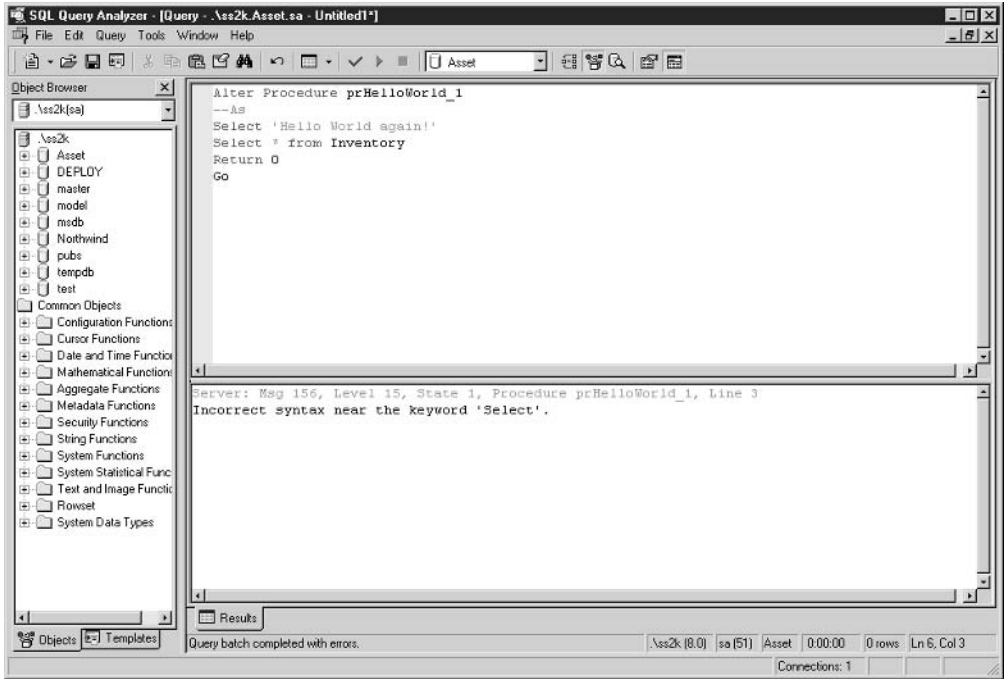 SQL Query Analyzer - [Query - .\ss2k.Asset.sa - Untitled1*]
File Edit Query Tools Window Help
Asset
Object Browser
.\ss2k(sa)
.\ss2k
Asset
DEPLOY
master
model
msdb
Northwind
pubs
tempdb
test
Common Objects
Configuration Functions
Cursor Functions
Date and Time Function
Mathematical Functions
Aggregate Functions
Metadata Functions
Security Functions
String Functions
System Functions
System Statistical Func
Text and Image Functio
Rowset
System Data Types
Objects Templates
Alter Procedure prHelloWorld_1
--As
Select 'Hello World again!'
Select * from Inventory
Return 0
Go
Server: Msg 156, Level 15, State 1, Procedure prHelloWorld_1, Line 3
Incorrect syntax near the keyword 'Select'.
Results
Query batch completed with errors.
.\ss2k (8.0) sa (51) Asset 0:00:00 0 rows Ln 6, Col 3
Connections: 1